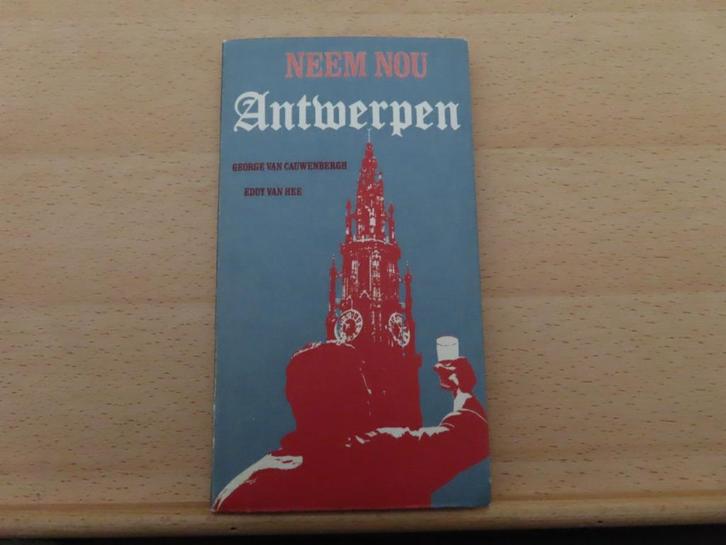 NEEM NOU
Antwerpen
GEORGE VAN CAUWENBERGH
EDDY VAN HEE